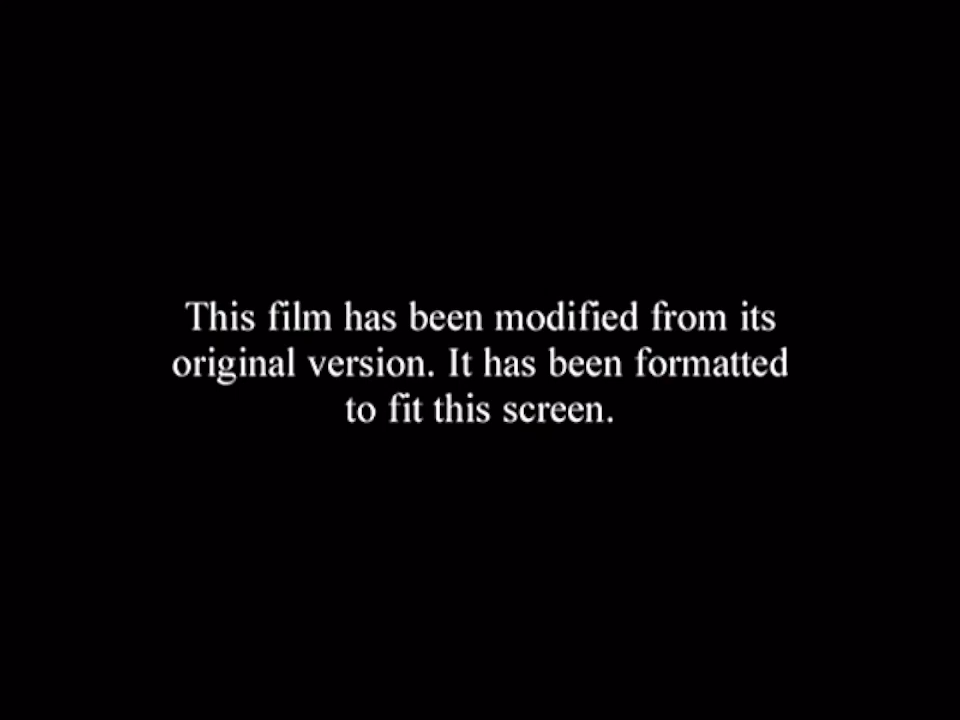 This film has been modified from its
original version. It has been formatted
to fit this screen.